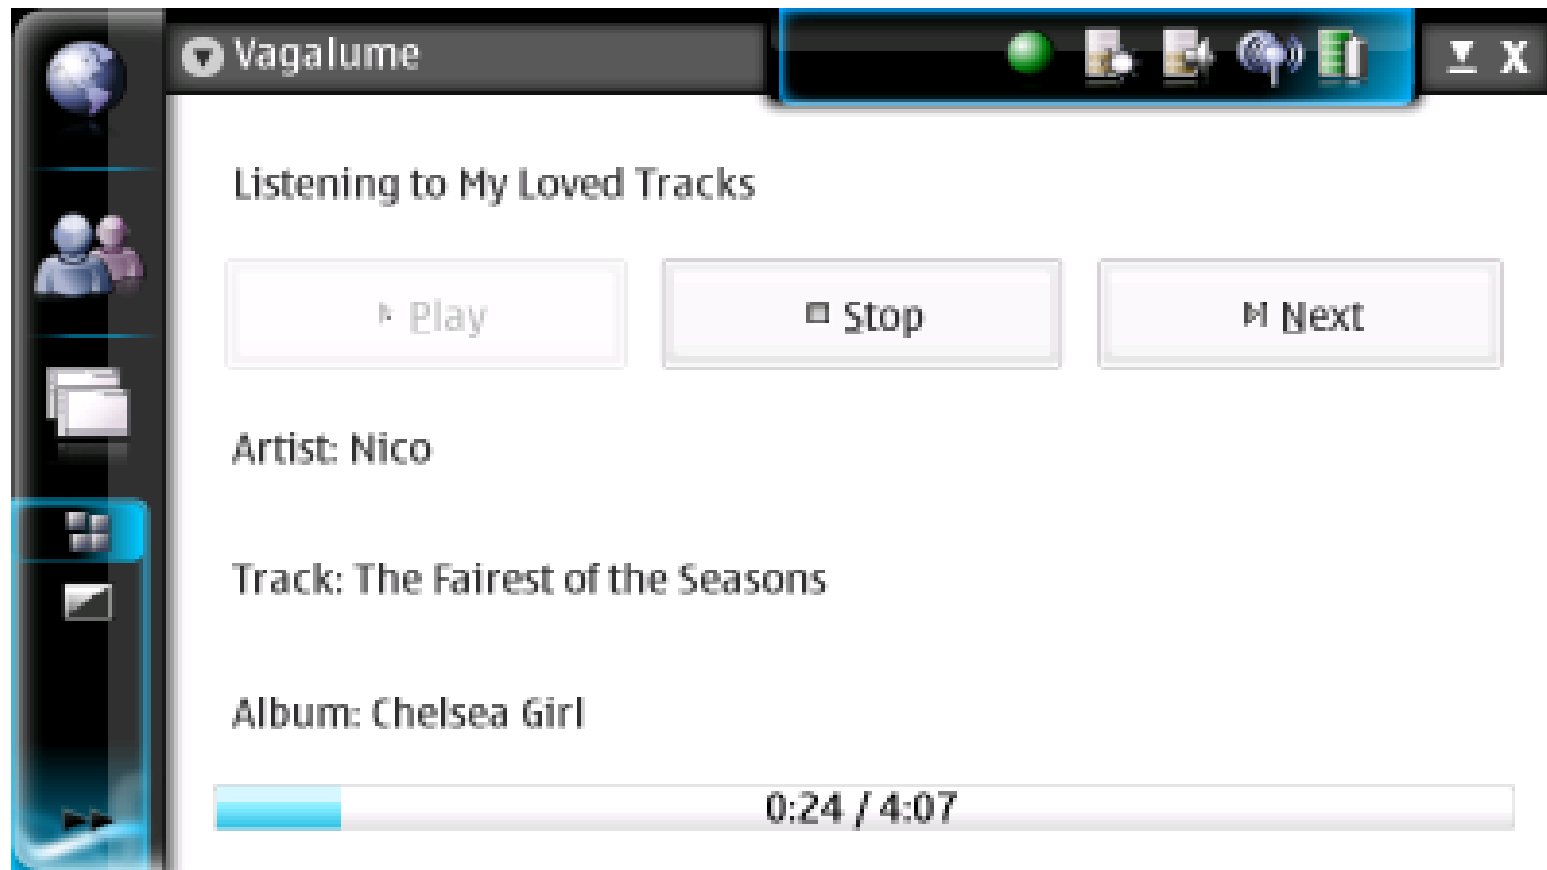 Vagalume
X
Listening to My Loved Tracks
Play
Stop
Next
Artist: Nico
Track: The Fairest of the Seasons
Album: Chelsea Girl
0:24 / 4:07